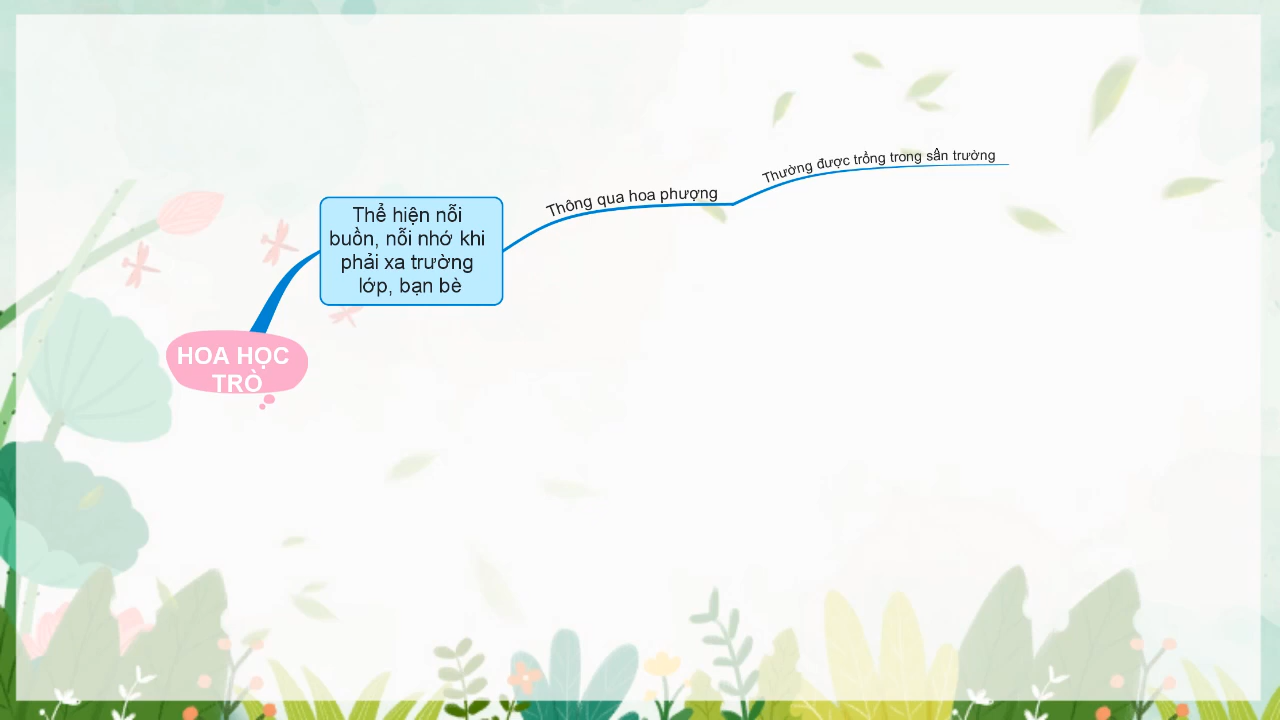 Thường được trồng trong sân trường
Thông qua hoa phượng
Thể hiện nỗi
buồn, nỗi nhớ khi
phải xa trường
lớp, bạn bè
HOA HỌC
TRÒ